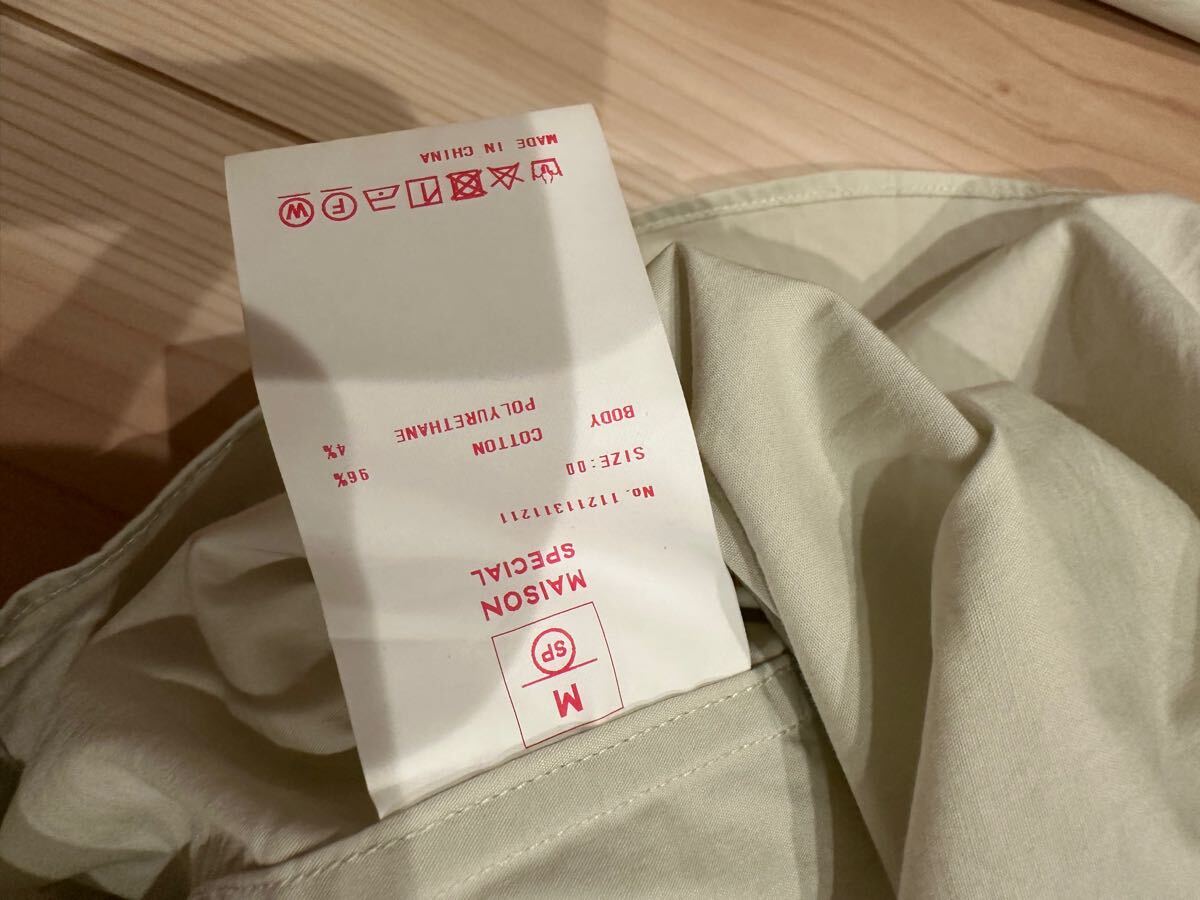 M
SP
MAISON
SPECIAL
No. 11211311211
SIZE:00
BODY COTTON 96%
POLYURETHANE 4%
F W
MADE IN CHINA